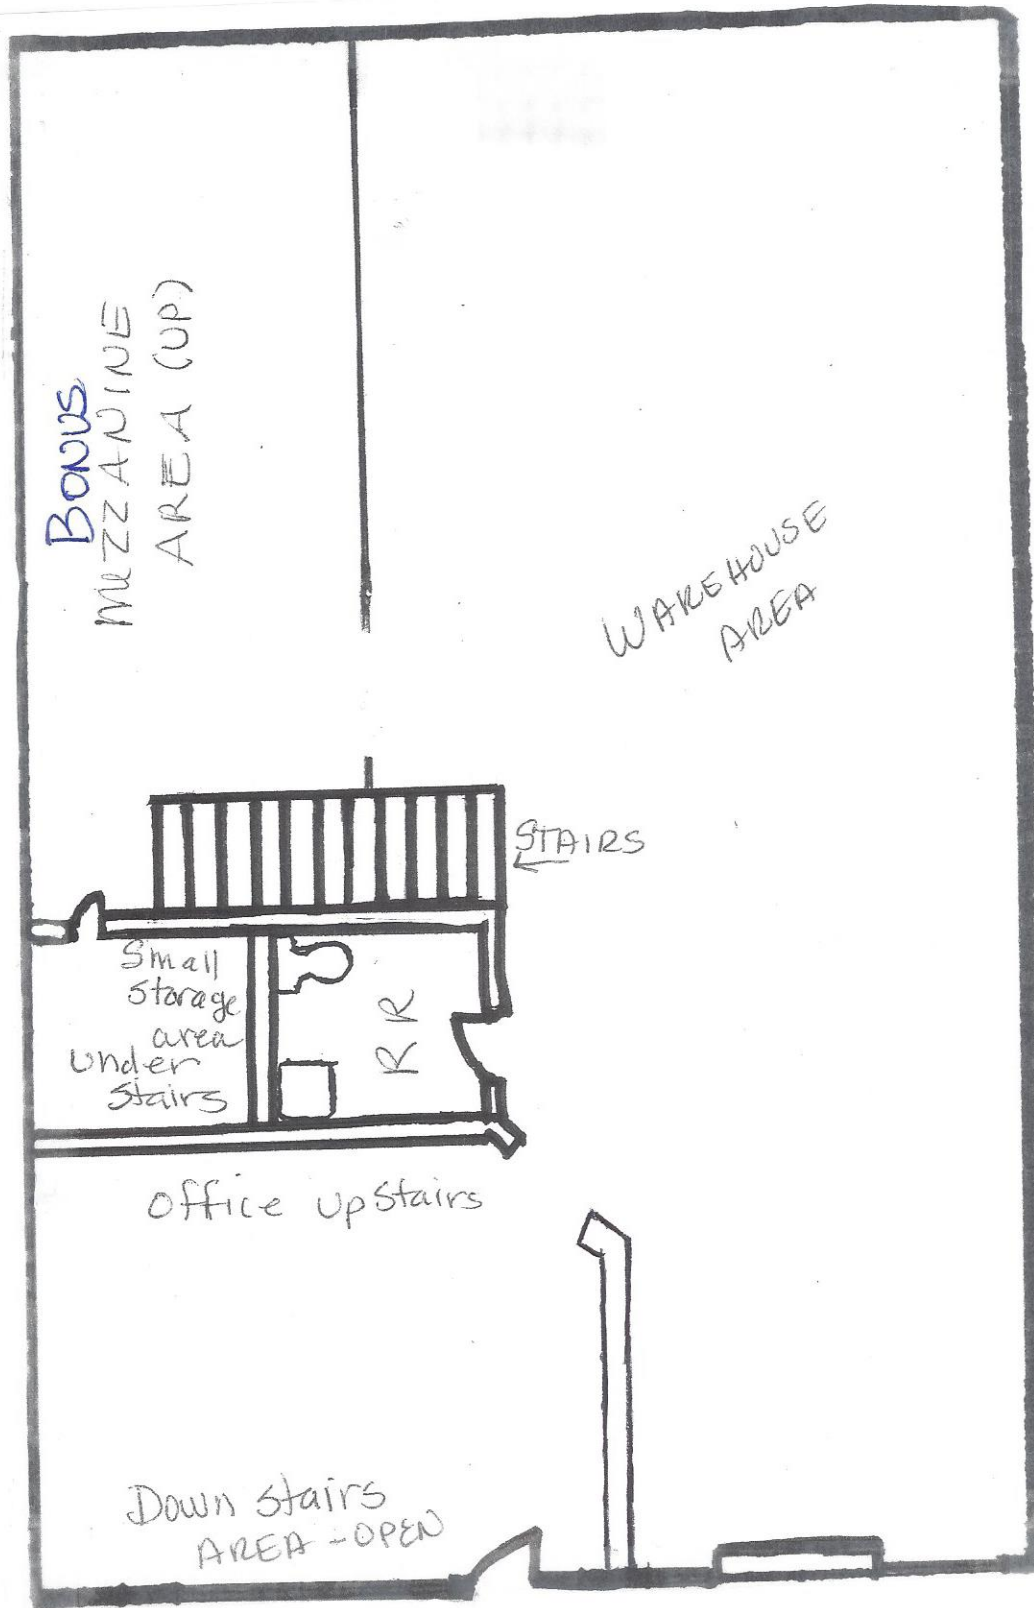 BONUS
MEZZANINE
AREA (UP)
WAREHOUSE
AREA
STAIRS
Small
storage
area
under
stairs
RR
office upstairs
Down stairs
AREA - OPEN